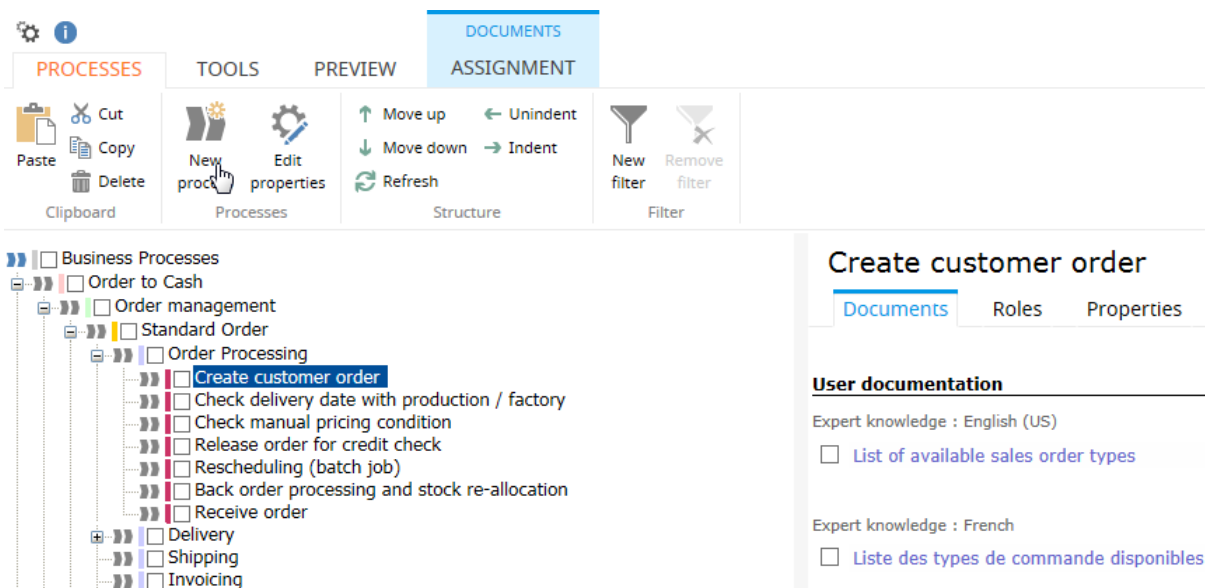 DOCUMENTS
PROCESSES TOOLS PREVIEW ASSIGNMENT
Paste
Cut
Copy
Delete
Clipboard
New
process
Edit
properties
Processes
Move up
Unindent
Move down
Indent
Refresh
Structure
New
filter
Remove
filter
Filter
Business Processes
Order to Cash
Order management
Standard Order
Order Processing
Create customer order
Check delivery date with production / factory
Check manual pricing condition
Release order for credit check
Rescheduling (batch job)
Back order processing and stock re-allocation
Receive order
Delivery
Shipping
Invoicing
Create customer order
Documents Roles Properties
User documentation
Expert knowledge : English (US)
List of available sales order types
Expert knowledge : French
Liste des types de commande disponibles